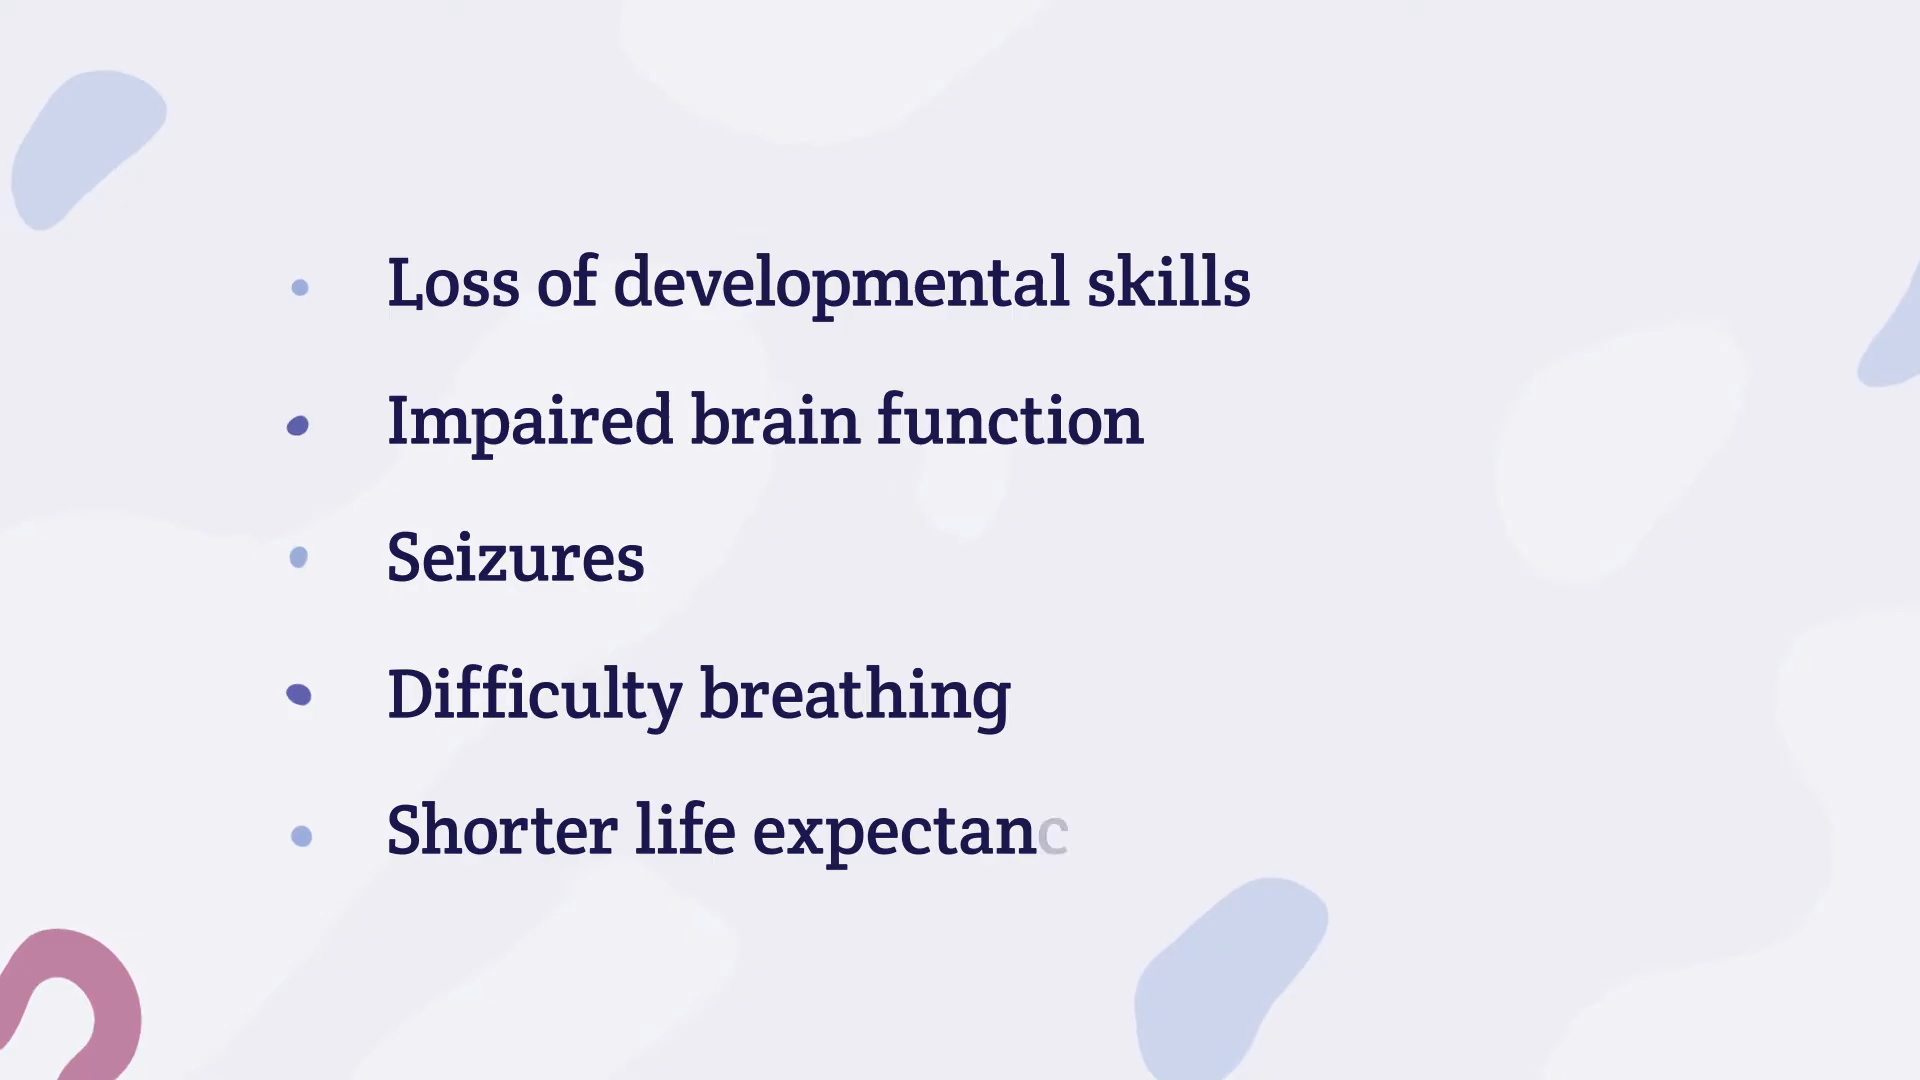 Loss of developmental skills
Impaired brain function
Seizures
Difficulty breathing
Shorter life expectanc